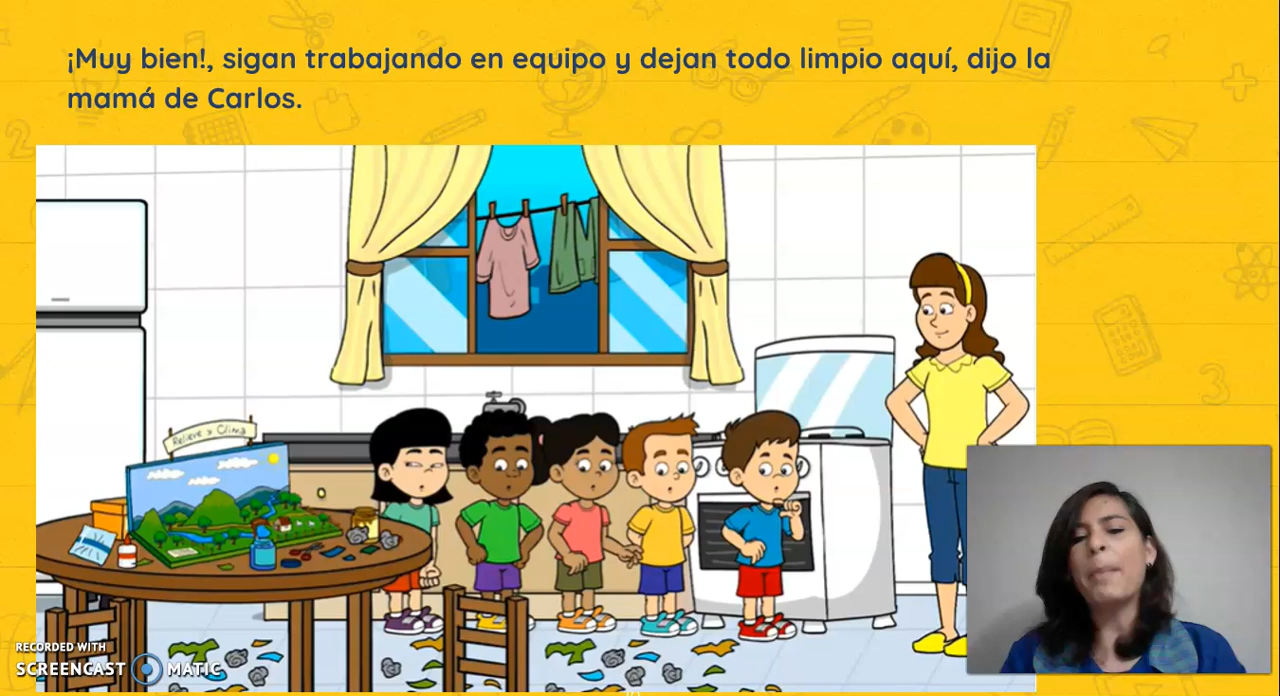 ¡Muy bien!, sigan trabajando en equipo y dejan todo limpio aquí, dijo la
mamá de Carlos.
Relieve y Clima
RECORDED WITH
SCREENCAST MATIC